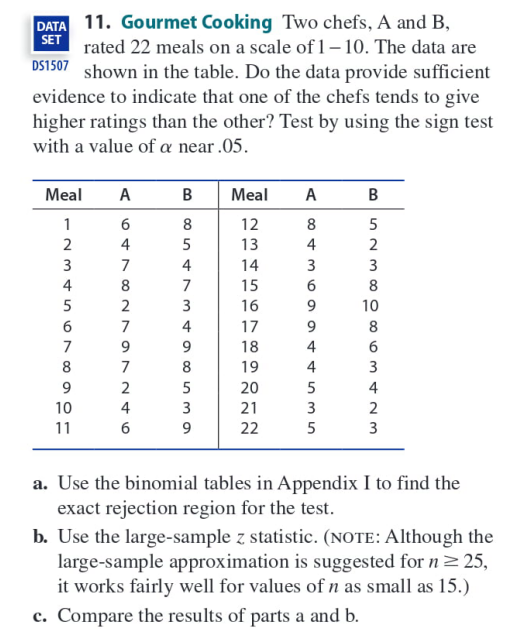 DATA SET DS1507
11. Gourmet Cooking Two chefs, A and B,
rated 22 meals on a scale of 1–10. The data are
shown in the table. Do the data provide sufficient
evidence to indicate that one of the chefs tends to give
higher ratings than the other? Test by using the sign test
with a value of α near .05.
Meal A B Meal A B
1 6 8 12 8 5
2 4 5 13 4 2
3 7 4 14 3 3
4 8 7 15 6 8
5 2 3 16 9 10
6 7 4 17 9 8
7 9 9 18 4 6
8 7 8 19 4 3
9 2 5 20 5 4
10 4 3 21 3 2
11 6 9 22 5 3
a. Use the binomial tables in Appendix I to find the
exact rejection region for the test.
b. Use the large-sample z statistic. (NOTE: Although the
large-sample approximation is suggested for n ≥ 25,
it works fairly well for values of n as small as 15.)
c. Compare the results of parts a and b.